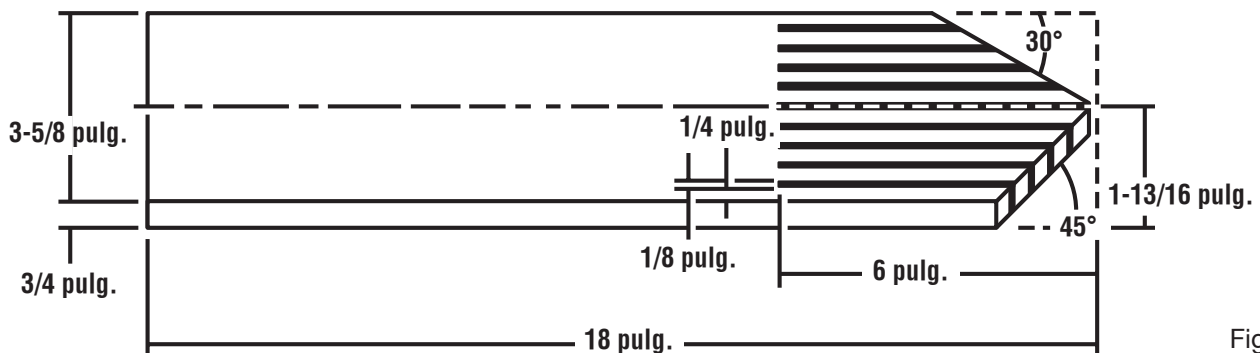 30°
3-5/8 pulg.
1/4 pulg.
1-13/16 pulg.
45°
1/8 pulg.
3/4 pulg.
6 pulg.
18 pulg.
Fig